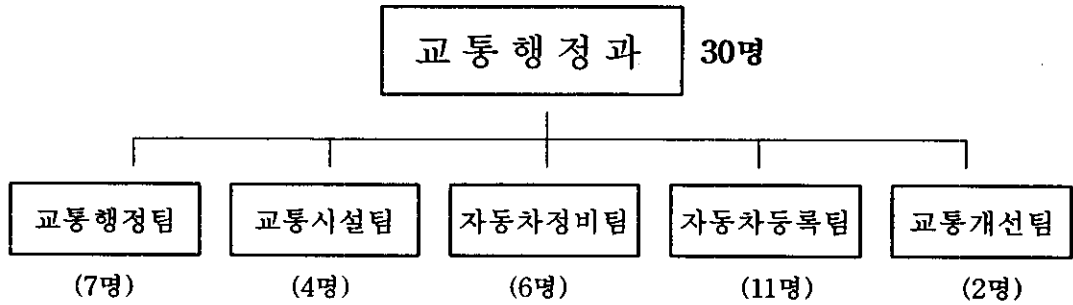 교통행정과 30명
교통행정팀 교통시설팀 자동차정비팀 자동차등록팀 교통개선팀
(7명) (4명) (6명) (11명) (2명)